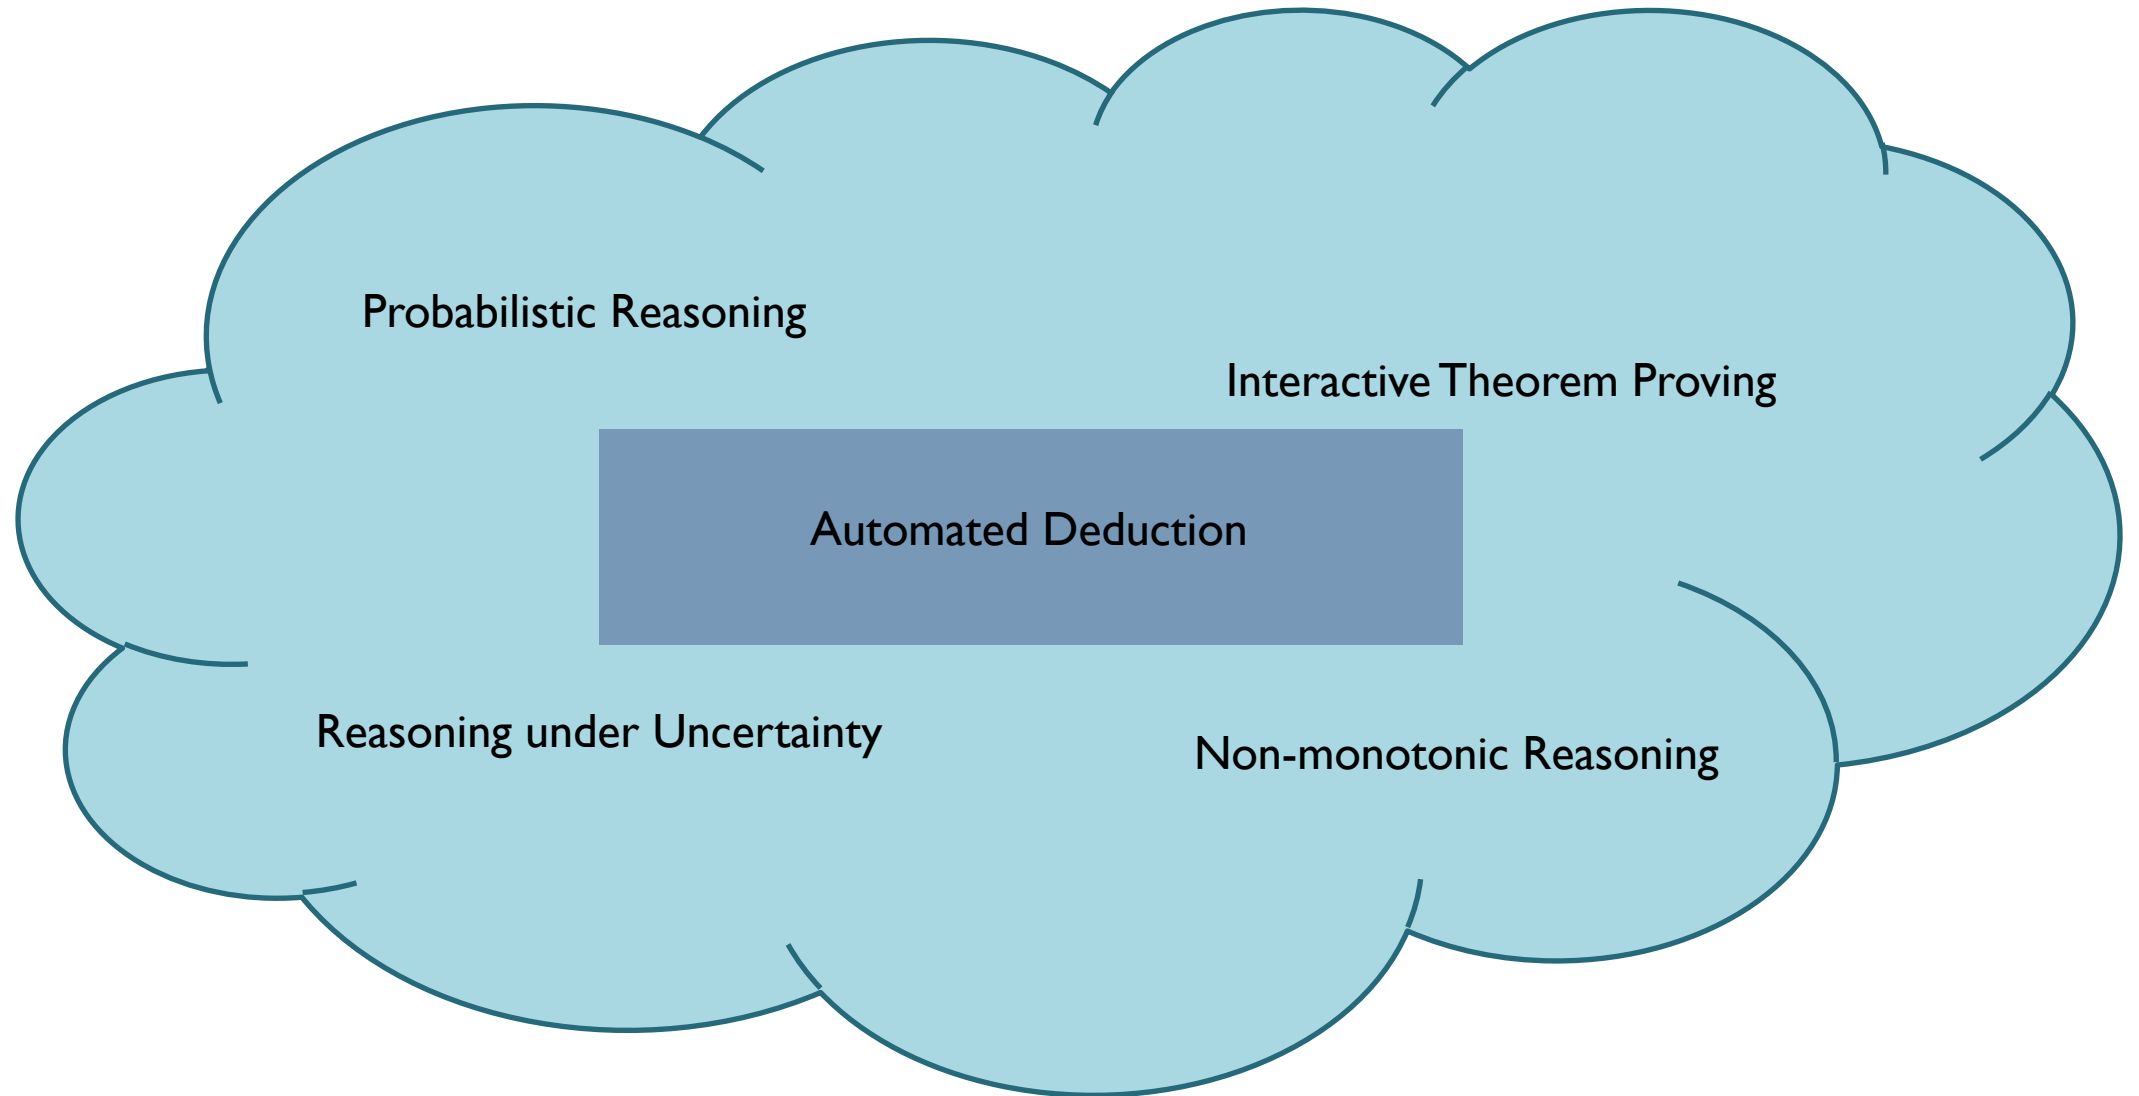 Probabilistic Reasoning
Interactive Theorem Proving
Automated Deduction
Reasoning under Uncertainty
Non-monotonic Reasoning